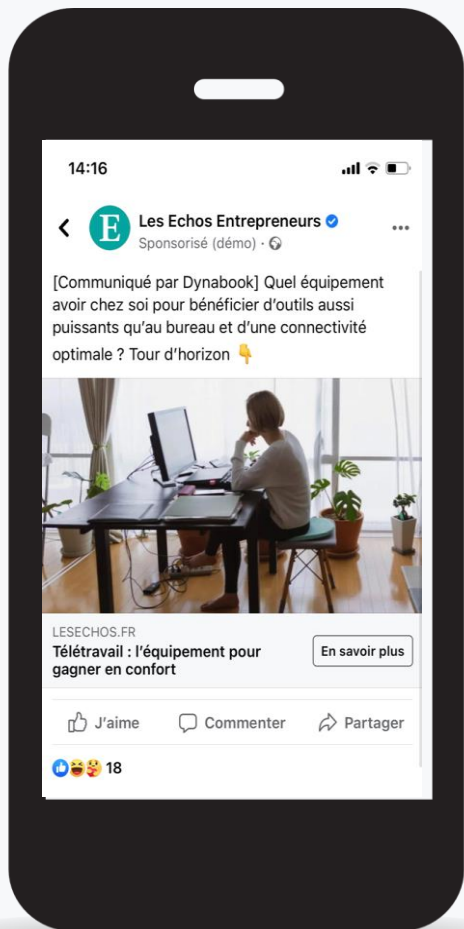 14:16
E
Les Echos Entrepreneurs
Sponsorisé (démo) ·
[Communiqué par Dynabook] Quel équipement
avoir chez soi pour bénéficier d'outils aussi
puissants qu'au bureau et d'une connectivité
optimale ? Tour d'horizon 👇
LESECHOS.FR
Télétravail : l'équipement pour
gagner en confort
En savoir plus
J'aime
Commenter
Partager
18